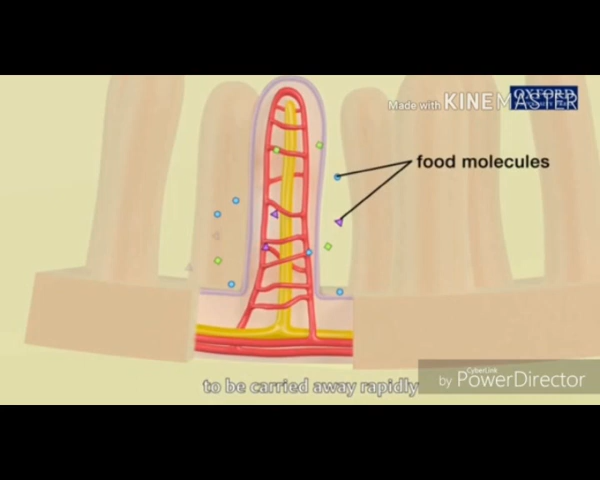 Made with KINEMASTER
OXFORD
food molecules
to be carried away rapidly
CyberLink
by PowerDirector